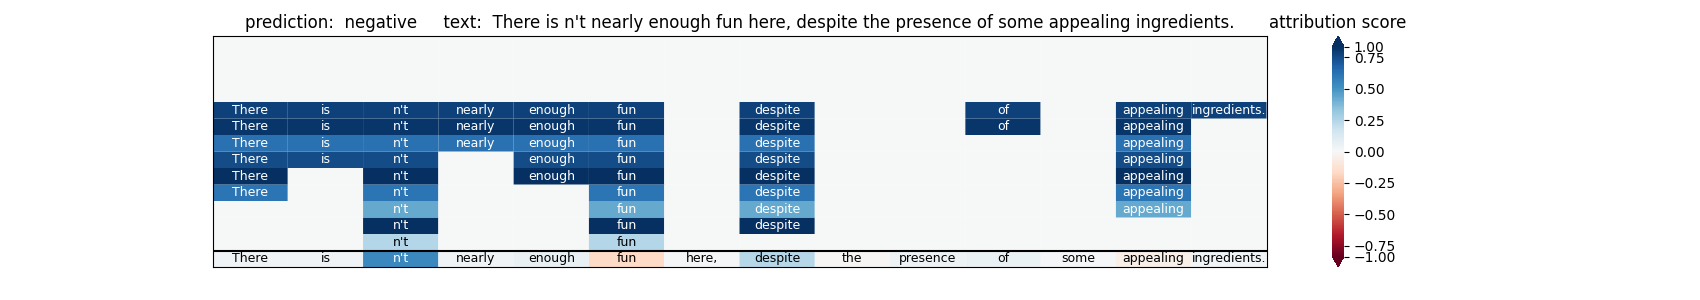 prediction: negative text: There is n't nearly enough fun here, despite the presence of some appealing ingredients. attribution score
There is n't nearly enough fun despite of appealing ingredients.
There is n't nearly enough fun despite of appealing
There is n't nearly enough fun despite appealing
There is n't enough fun despite appealing
There n't enough fun despite appealing
There n't fun despite appealing
n't fun despite appealing
n't fun despite
n't fun
There is n't nearly enough fun here, despite the presence of some appealing ingredients.
1.00
0.75
0.50
0.25
0.00
−0.25
−0.50
−0.75
−1.00